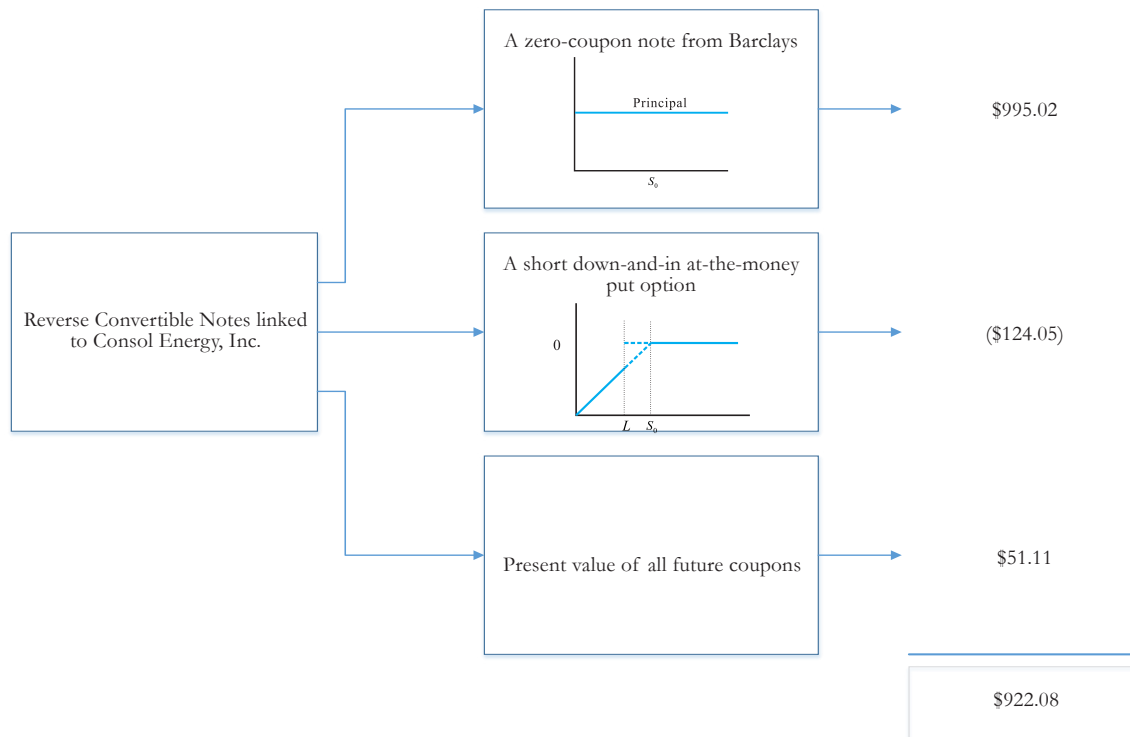 A zero-coupon note from Barclays
Principal
S₀
$995.02
Reverse Convertible Notes linked
to Consol Energy, Inc.
A short down-and-in at-the-money
put option
0
L S₀
($124.05)
Present value of all future coupons
$51.11
$922.08